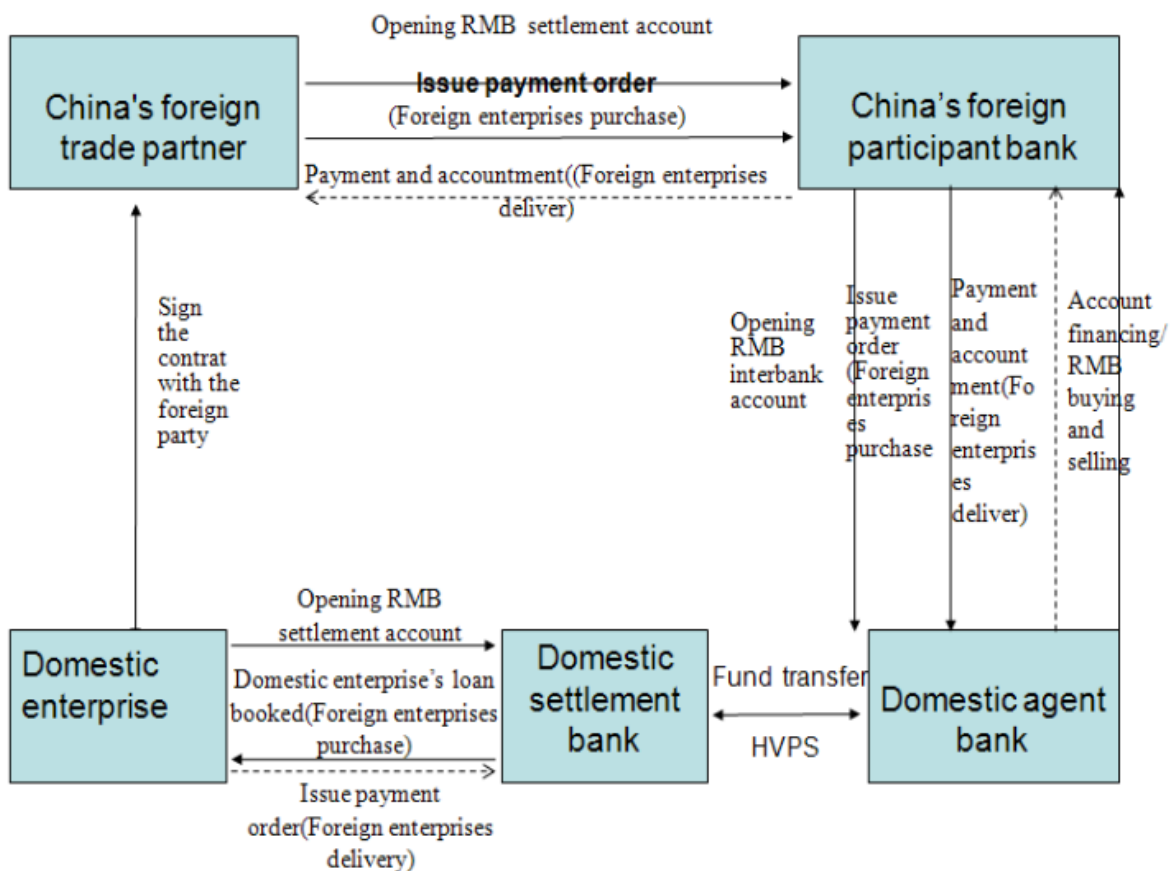 Opening RMB settlement account
China's foreign
trade partner
Issue payment order
(Foreign enterprises purchase)
Payment and accountment((Foreign enterprises
deliver)
China's foreign
participant bank
Sign
the
contrat
with the
foreign
party
Opening
RMB
interbank
account
Issue
payment
order
(Foreign
enterpris
es
purchase
Payment
and
account
ment(Fo
reign
enterpris
es
deliver)
Account
financing/
RMB
buying
and
selling
Domestic
enterprise
Opening RMB
settlement account
Domestic enterprise's loan
booked(Foreign enterprises
purchase)
Issue payment
order(Foreign enterprises
delivery)
Domestic
settlement
bank
Fund transfer
HVPS
Domestic agent
bank